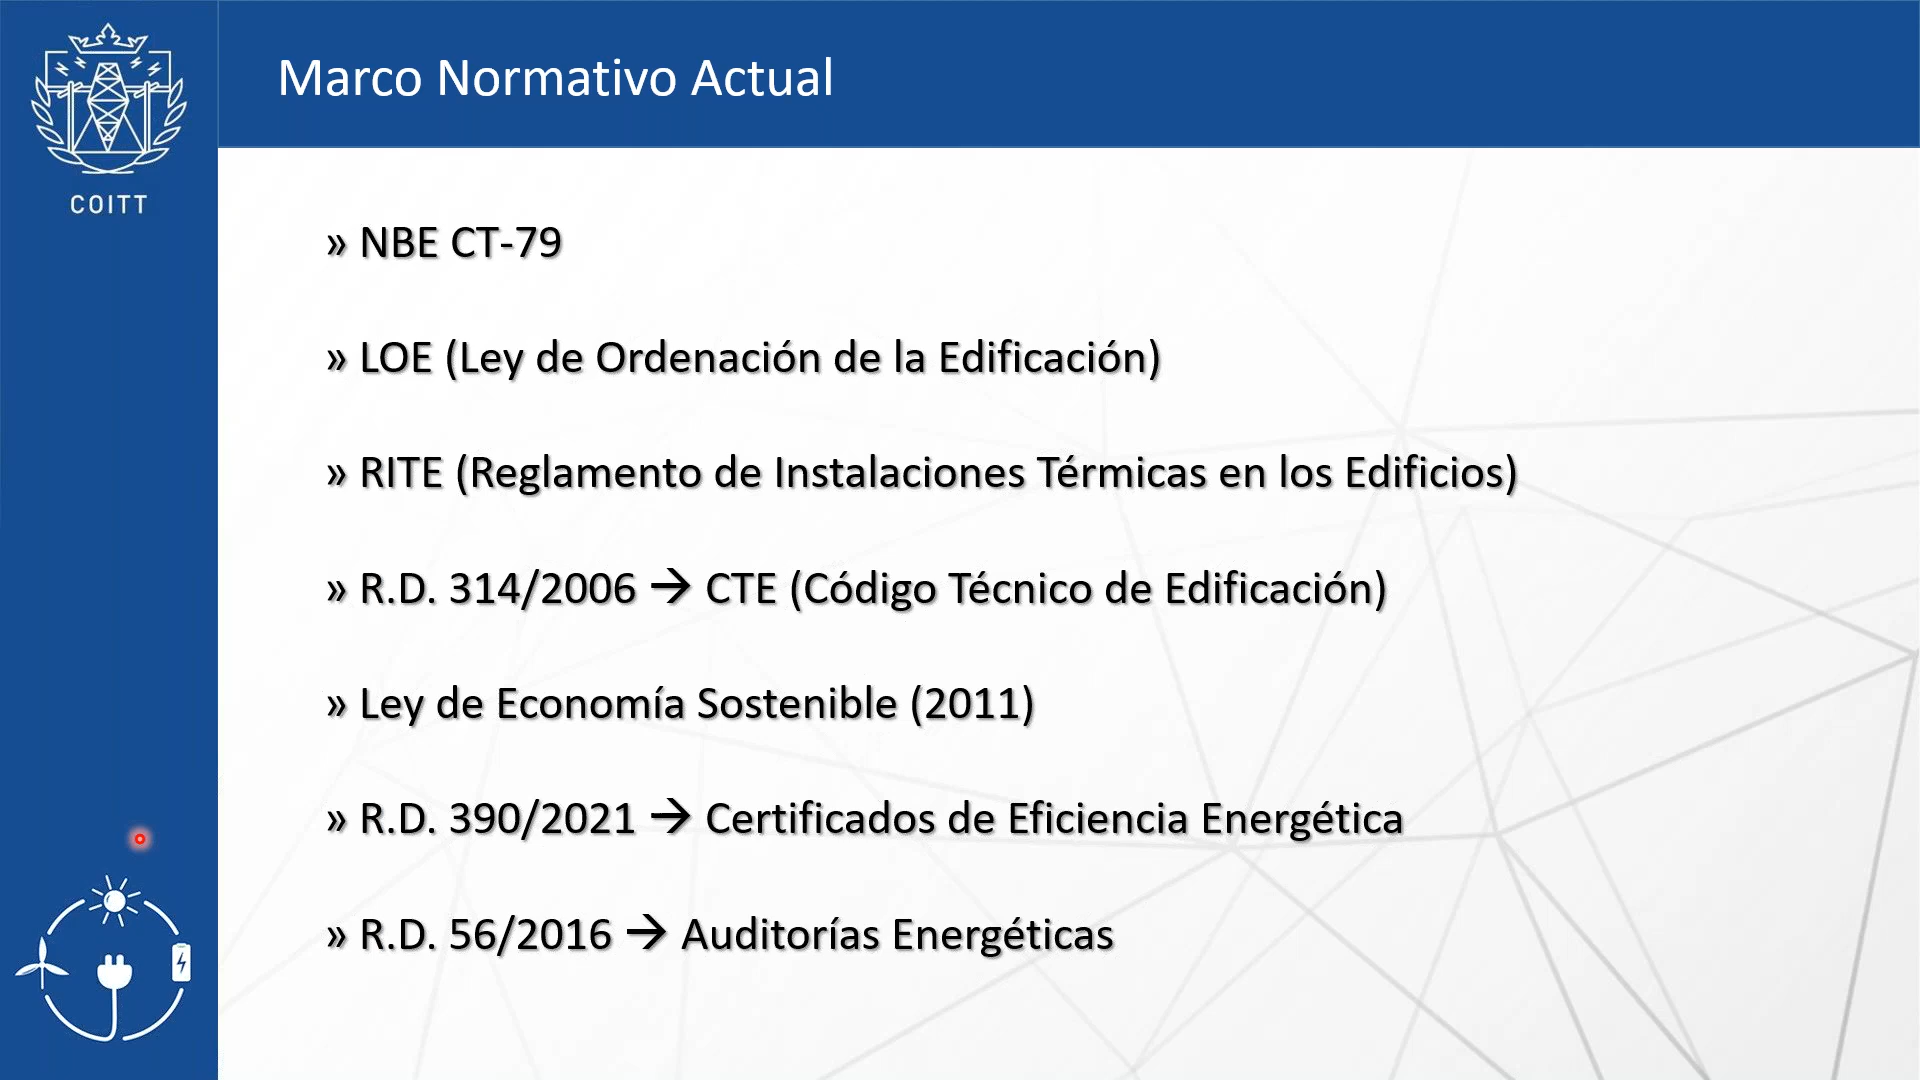 COITT
Marco Normativo Actual
» NBE CT-79
» LOE (Ley de Ordenación de la Edificación)
» RITE (Reglamento de Instalaciones Térmicas en los Edificios)
» R.D. 314/2006 → CTE (Código Técnico de Edificación)
» Ley de Economía Sostenible (2011)
» R.D. 390/2021 → Certificados de Eficiencia Energética
» R.D. 56/2016 → Auditorías Energéticas